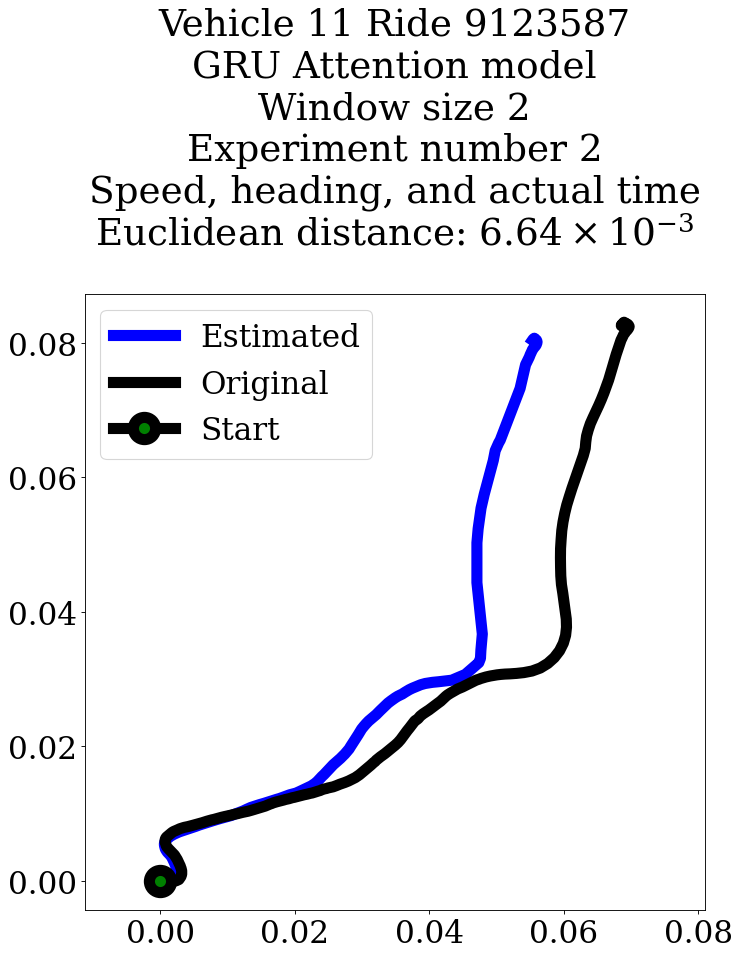 Vehicle 11 Ride 9123587
GRU Attention model
Window size 2
Experiment number 2
Speed, heading, and actual time
Euclidean distance: 6.64 × 10⁻³
Estimated
Original
Start
0.08
0.06
0.04
0.02
0.00
0.00 0.02 0.04 0.06 0.08